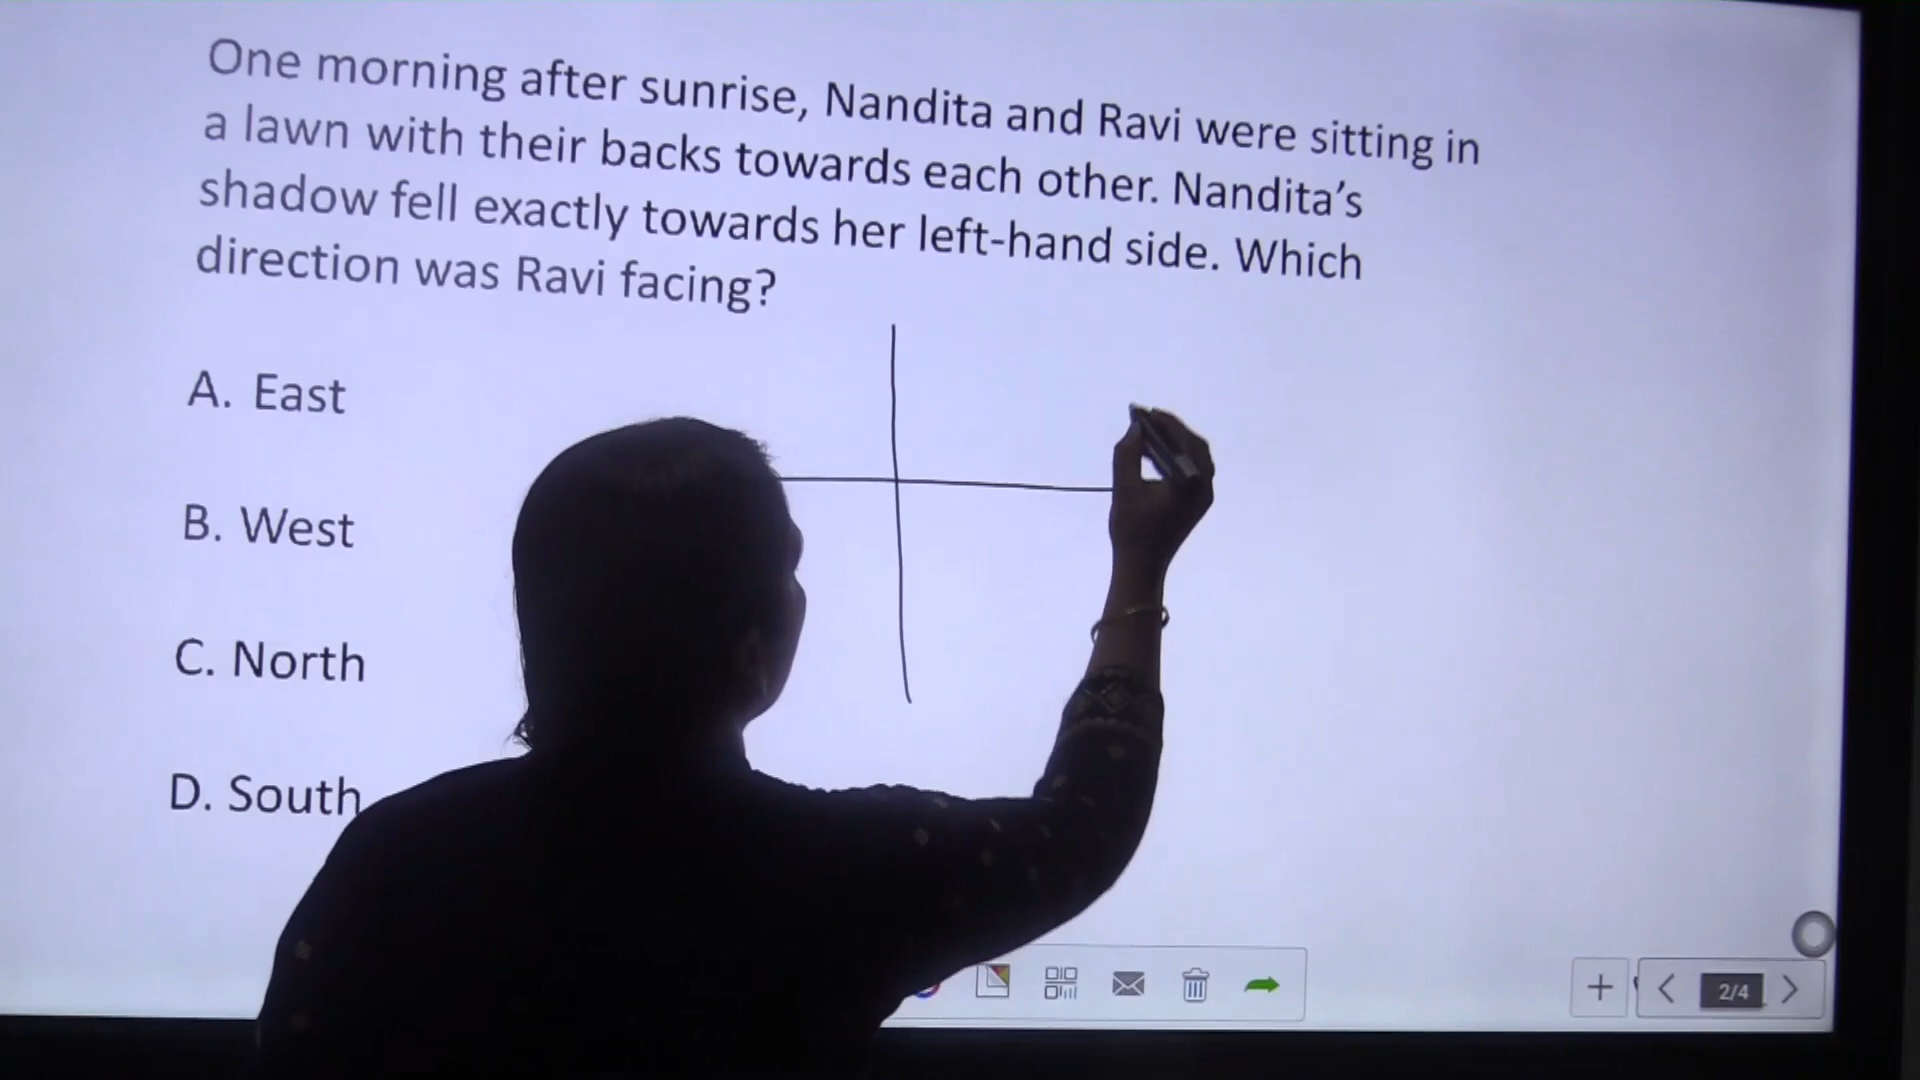 One morning after sunrise, Nandita and Ravi were sitting in
a lawn with their backs towards each other. Nandita’s
shadow fell exactly towards her left-hand side. Which
direction was Ravi facing?
A. East
B. West
C. North
D. South
2/4